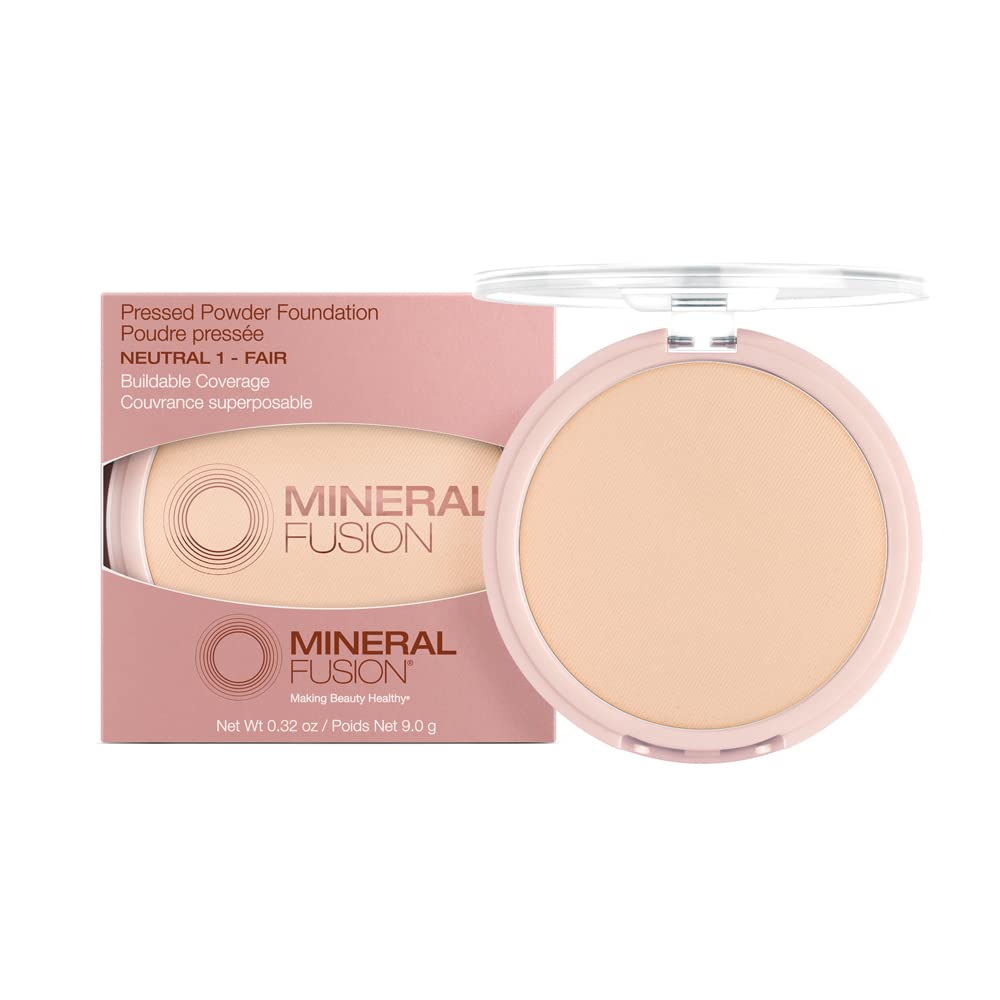 Pressed Powder Foundation
Poudre pressée
NEUTRAL 1 - FAIR
Buildable Coverage
Couvrance superposable
MINERAL
FUSION
MINERAL
FUSION®
Making Beauty Healthy®
Net Wt 0.32 oz / Poids Net 9.0 g